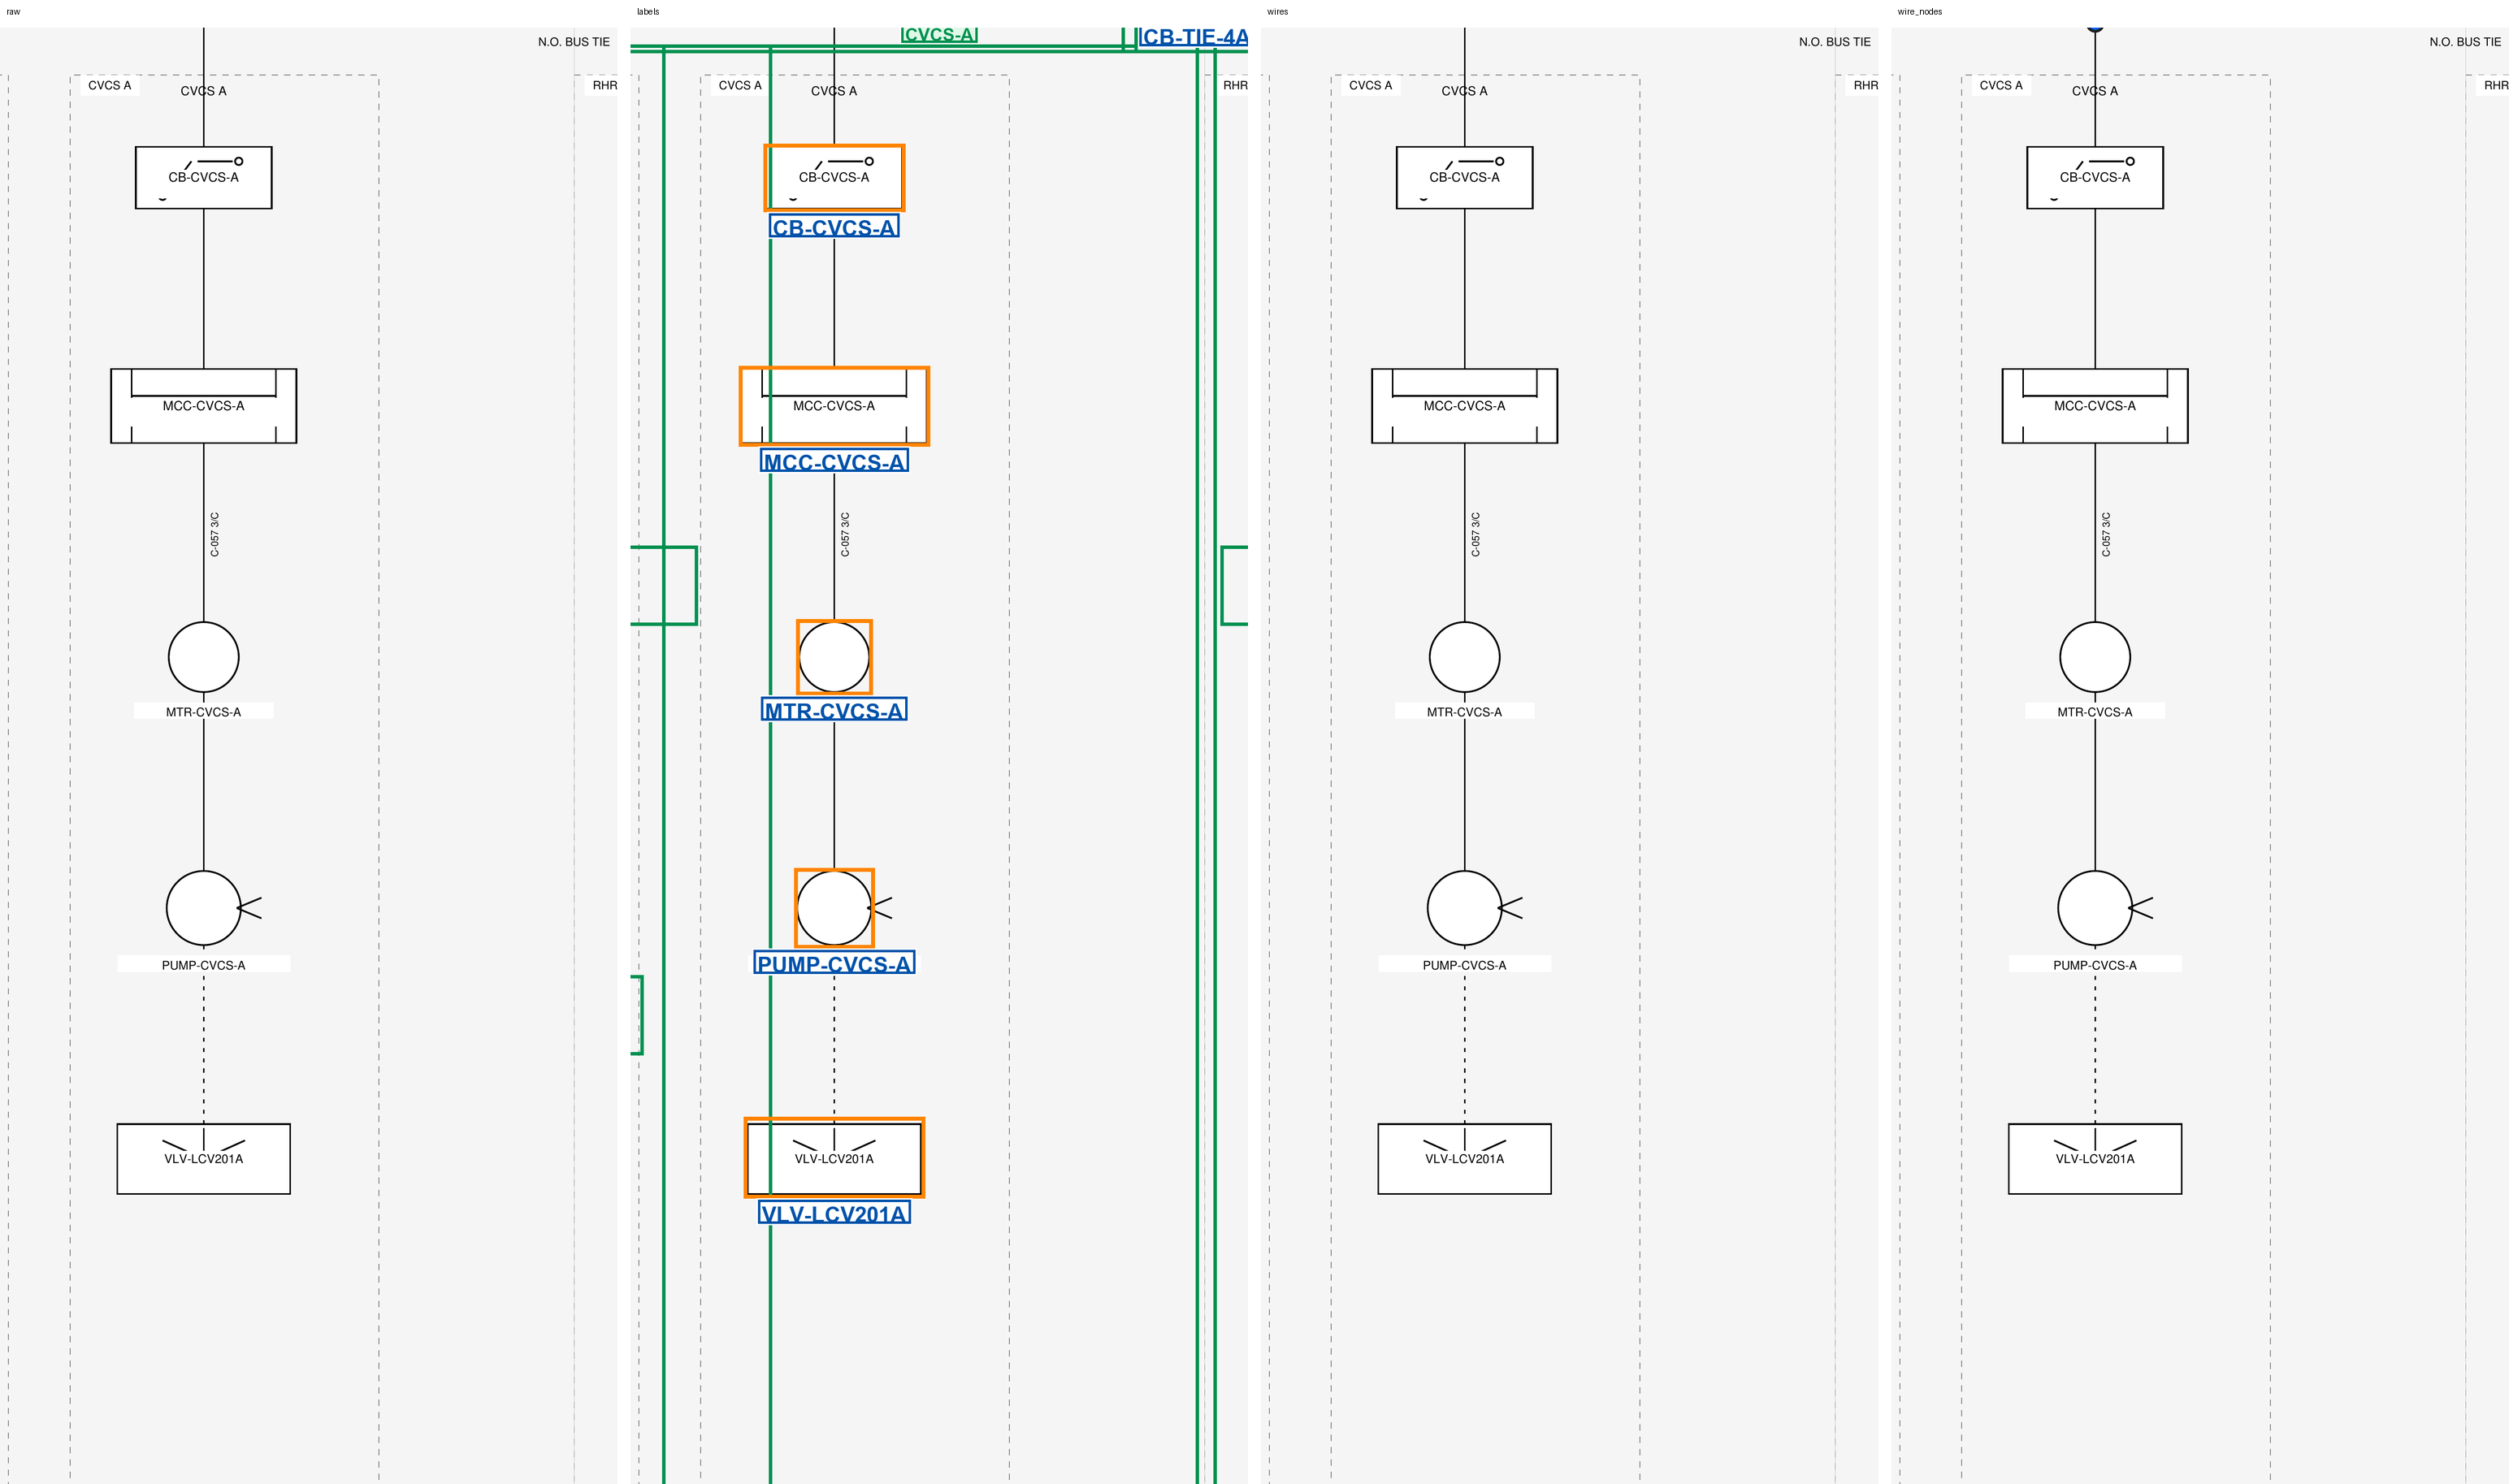 raw
N.O. BUS TIE
CVCS A
CVCS A
RHR
CB-CVCS-A
MCC-CVCS-A
C-057 3/C
MTR-CVCS-A
PUMP-CVCS-A
VLV-LCV201A
labels
CVCS-A
CB-TIE-4A
CVCS A
CVCS A
RHR
CB-CVCS-A
CB-CVCS-A
MCC-CVCS-A
MCC-CVCS-A
C-057 3/C
MTR-CVCS-A
PUMP-CVCS-A
VLV-LCV201A
VLV-LCV201A
wires
N.O. BUS TIE
CVCS A
CVCS A
RHR
CB-CVCS-A
MCC-CVCS-A
C-057 3/C
MTR-CVCS-A
PUMP-CVCS-A
VLV-LCV201A
wire_nodes
N.O. BUS TIE
CVCS A
CVCS A
RHR
CB-CVCS-A
MCC-CVCS-A
C-057 3/C
MTR-CVCS-A
PUMP-CVCS-A
VLV-LCV201A